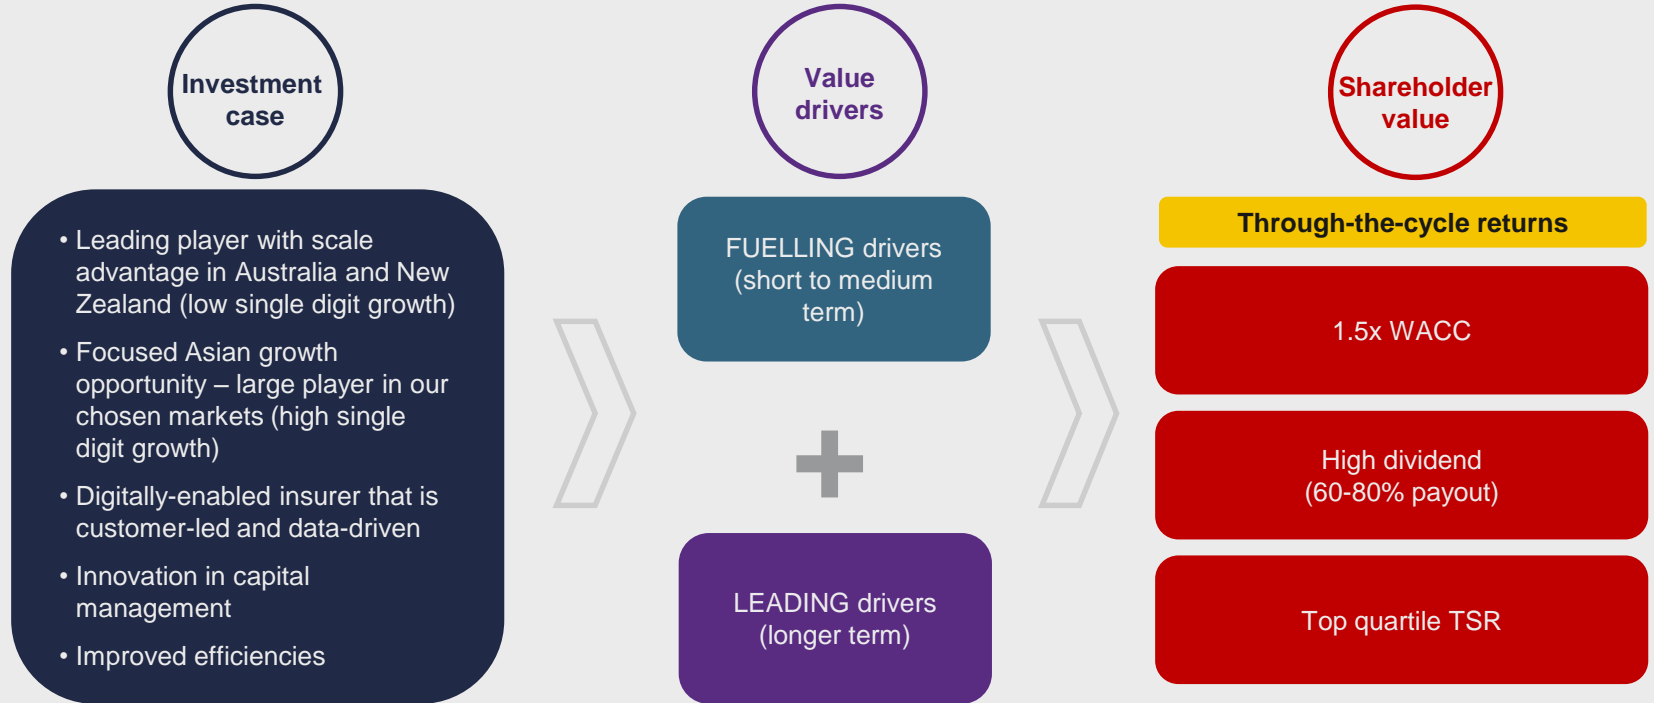 Investment
case
• Leading player with scale
advantage in Australia and New
Zealand (low single digit growth)
• Focused Asian growth
opportunity – large player in our
chosen markets (high single
digit growth)
• Digitally-enabled insurer that is
customer-led and data-driven
• Innovation in capital
management
• Improved efficiencies
Value
drivers
FUELLING drivers
(short to medium
term)
LEADING drivers
(longer term)
Shareholder
value
Through-the-cycle returns
1.5x WACC
High dividend
(60-80% payout)
Top quartile TSR